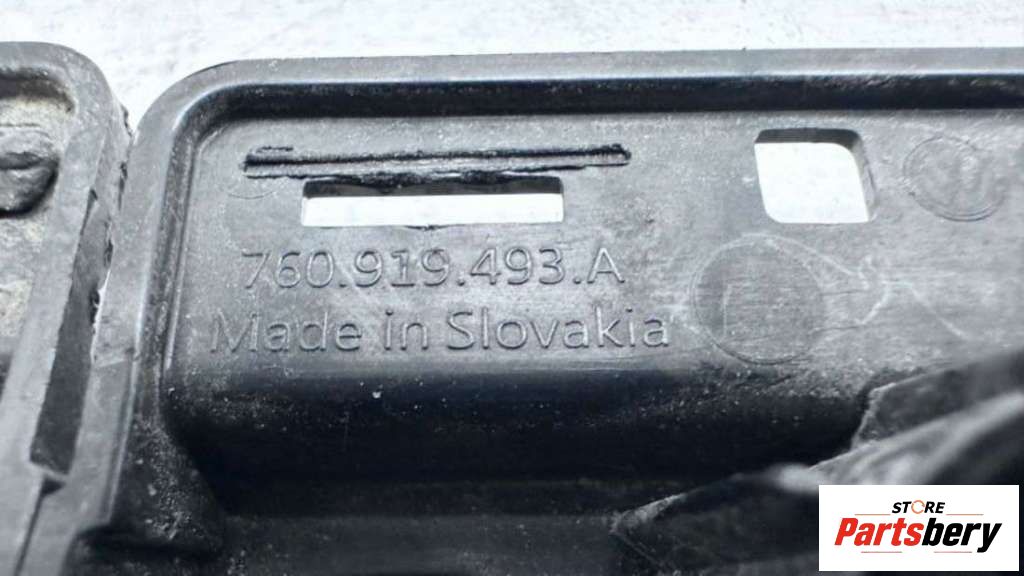 760.919.493.A
Made in Slovakia
STORE
Partsbery